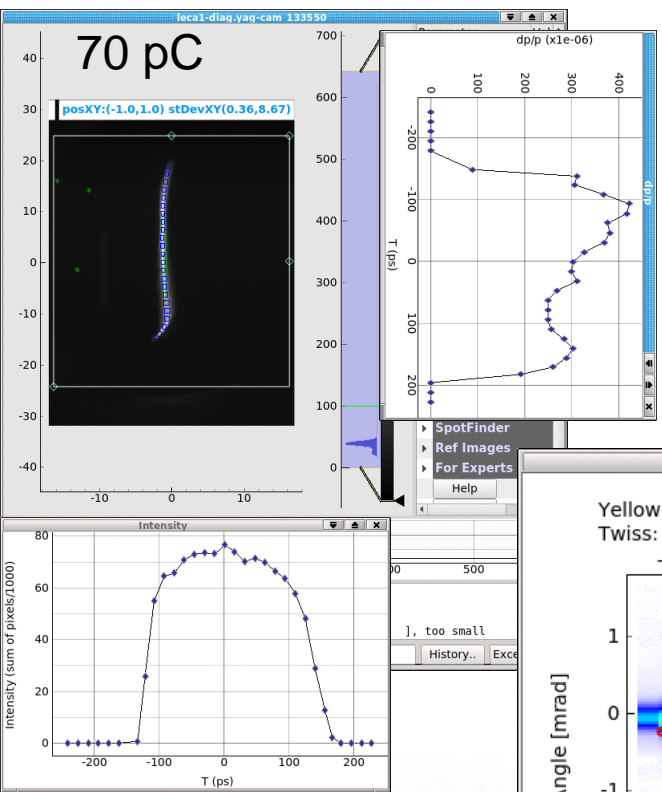 leca1-diag.yag-cam 133550
70 pC
posXY:(-1.0,1.0) stDevXY(0.36,8.67)
40
30
20
10
0
-10
-20
-30
-40
-10
0
10
700
600
500
400
300
200
100
0
dp/p (x1e-06)
0
100
200
300
400
-200
-100
0
100
200
T (ps)
dp/p
SpotFinder
Ref Images
For Experts
Help
500
], too small
History..
Intensity
Intensity (sum of pixels/1000)
80
60
40
20
0
-200
-100
0
100
200
T (ps)
Yellow
Twiss:
1
0
-1
[mrad]